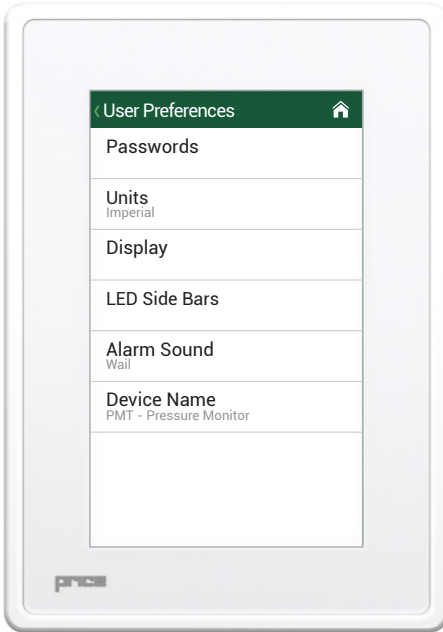 User Preferences
Passwords
Units
Imperial
Display
LED Side Bars
Alarm Sound
Wail
Device Name
PMT - Pressure Monitor
price